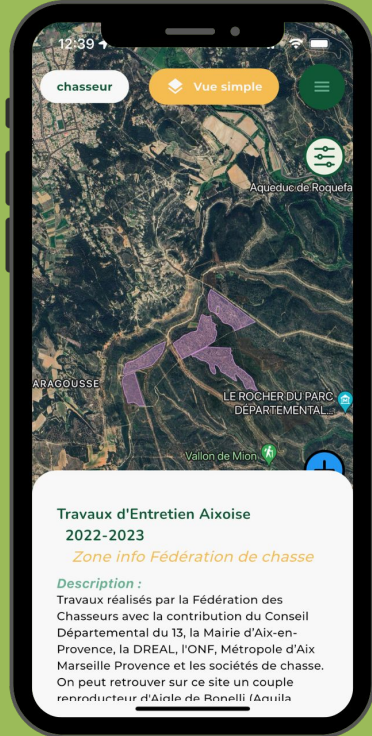 12:39
chasseur
Vue simple
Aqueduc de Roquefa
ARAGOUSSE
LE ROCHER DU PARC
DÉPARTEMENTAL...
Vallon de Mion
Travaux d'Entretien Aixoise
2022-2023
Zone info Fédération de chasse
Description :
Travaux réalisés par la Fédération des
Chasseurs avec la contribution du Conseil
Départemental du 13, la Mairie d'Aix-en-
Provence, la DREAL, l'ONF, Métropole d'Aix
Marseille Provence et les sociétés de chasse.
On peut retrouver sur ce site un couple
reproducteur d'Aigle de Bonelli (Aquila